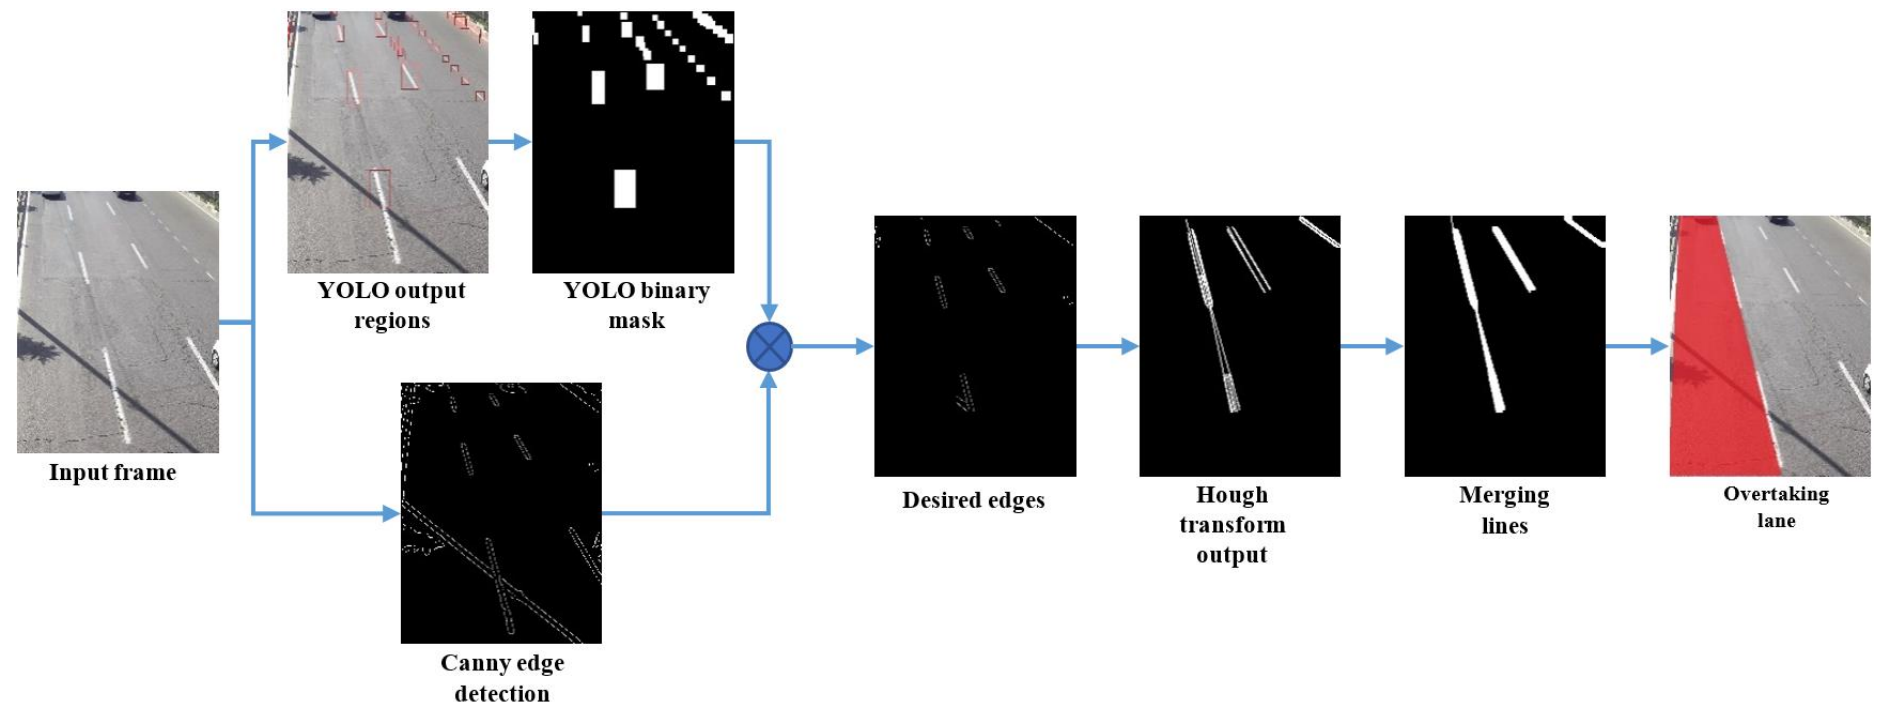 YOLO output
regions
YOLO binary
mask
Input frame
Canny edge
detection
Desired edges
Hough
transform
output
Merging
lines
Overtaking
lane